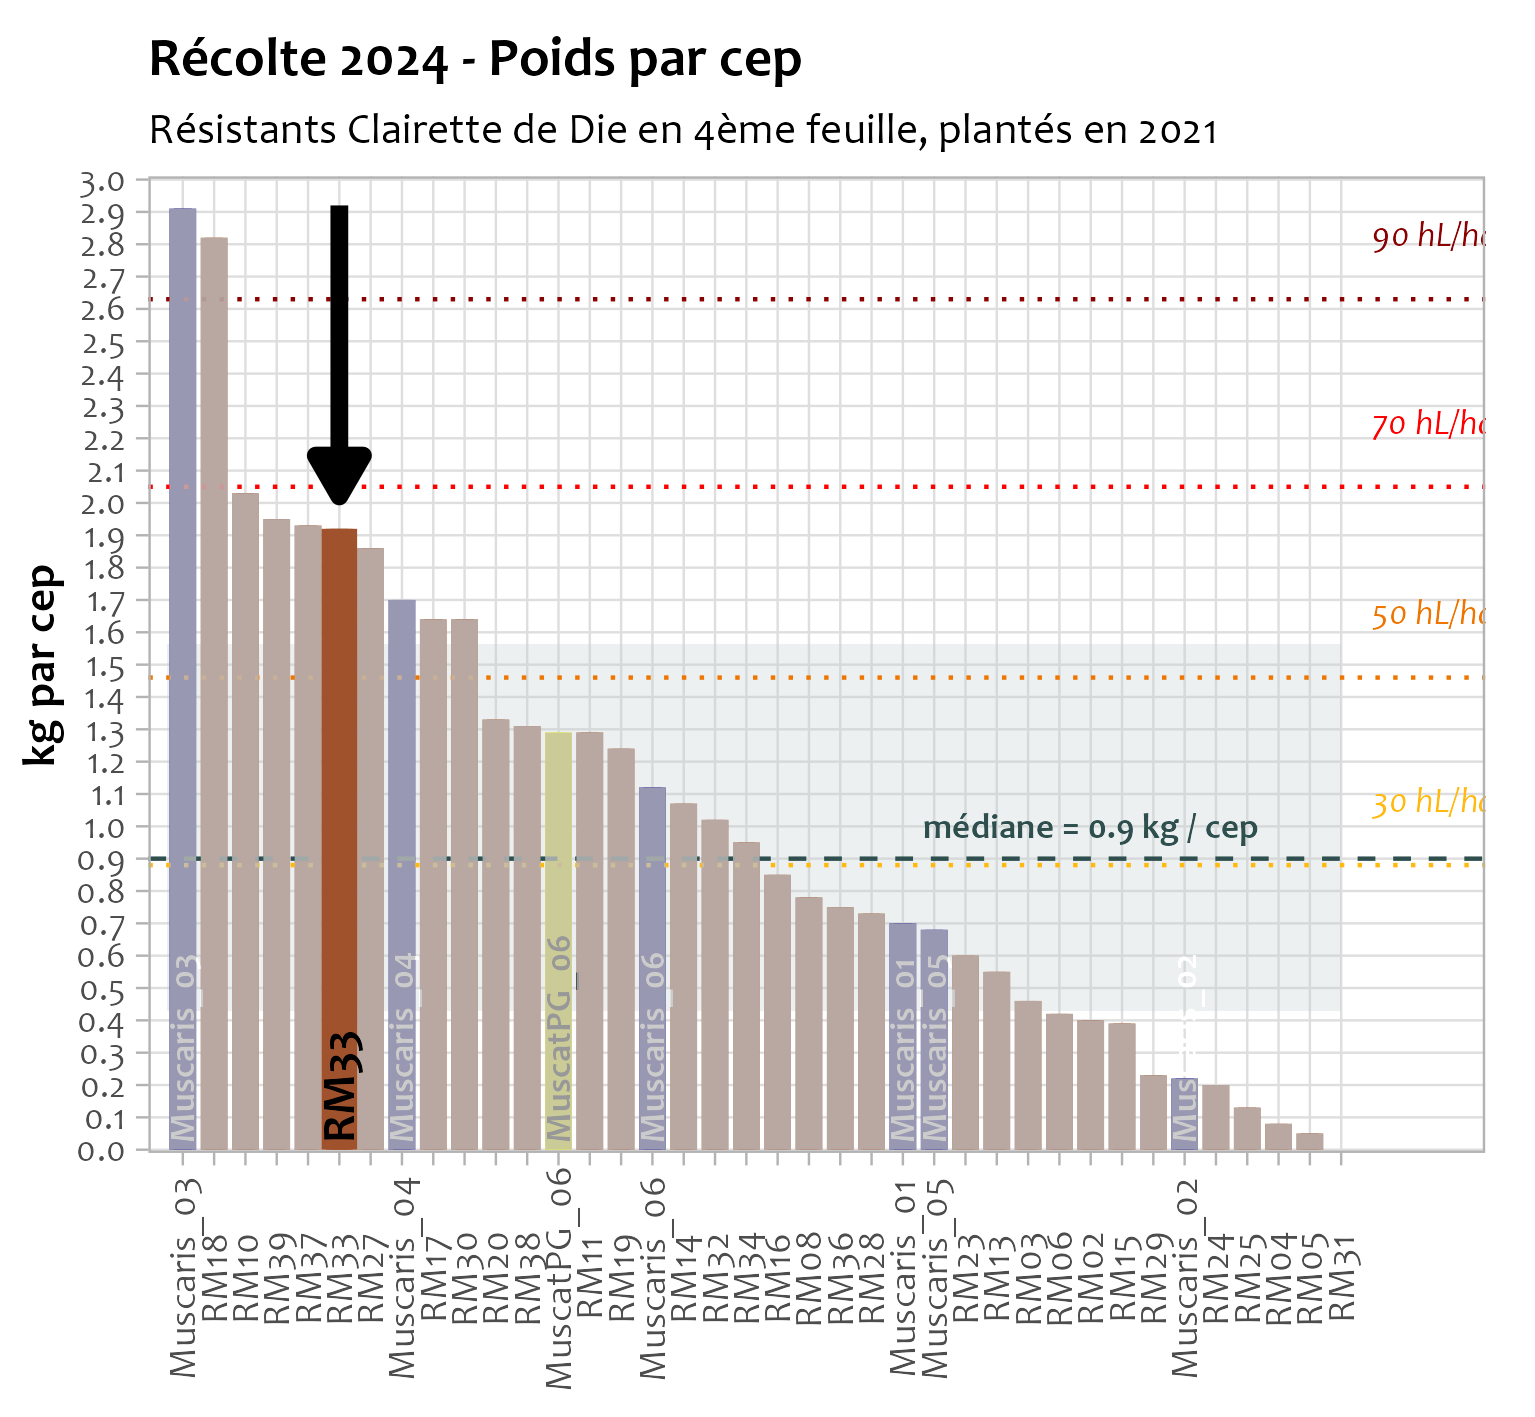 Récolte 2024 - Poids par cep
Résistants Clairette de Die en 4ème feuille, plantés en 2021
kg par cep
3.0
2.9
2.8
2.7
2.6
2.5
2.4
2.3
2.2
2.1
2.0
1.9
1.8
1.7
1.6
1.5
1.4
1.3
1.2
1.1
1.0
0.9
0.8
0.7
0.6
0.5
0.4
0.3
0.2
0.1
0.0
90 hL/ha
70 hL/ha
50 hL/ha
30 hL/ha
médiane = 0.9 kg / cep
Muscaris_03
RM33
Muscaris_04
MuscatPG_06
Muscaris_06
Muscaris_01
Muscaris_05
Muscaris_02
Muscaris_03
RM18
RM10
RM39
RM37
RM33
RM27
Muscaris_04
RM17
RM30
RM20
RM38
MuscatPG_06
RM11
RM19
Muscaris_06
RM14
RM32
RM34
RM16
RM08
RM36
RM28
Muscaris_01
Muscaris_05
RM23
RM13
RM03
RM06
RM02
RM15
RM29
Muscaris_02
RM24
RM25
RM04
RM05
RM31